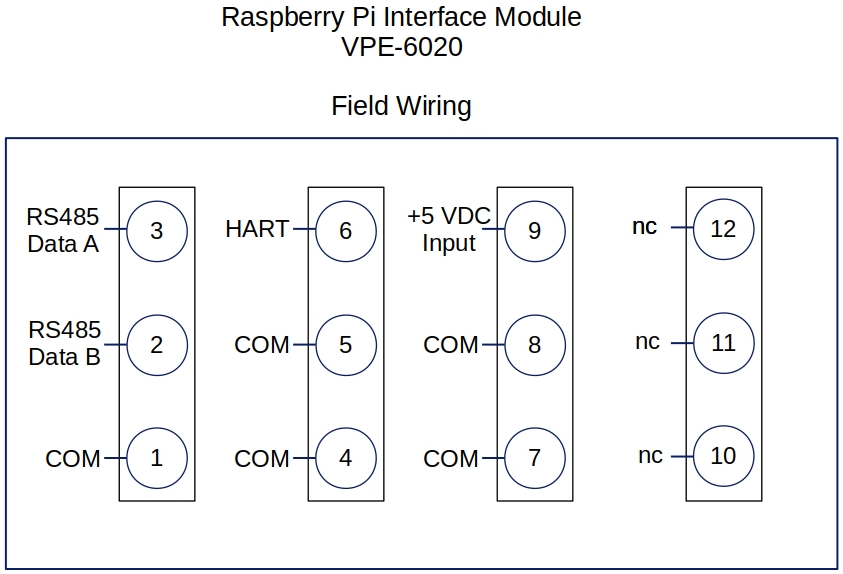 Raspberry Pi Interface Module
VPE-6020
Field Wiring
RS485
Data A
3
HART
6
+5 VDC
Input
9
nc
12
RS485
Data B
2
COM
5
COM
8
nc
11
COM
1
COM
4
COM
7
nc
10